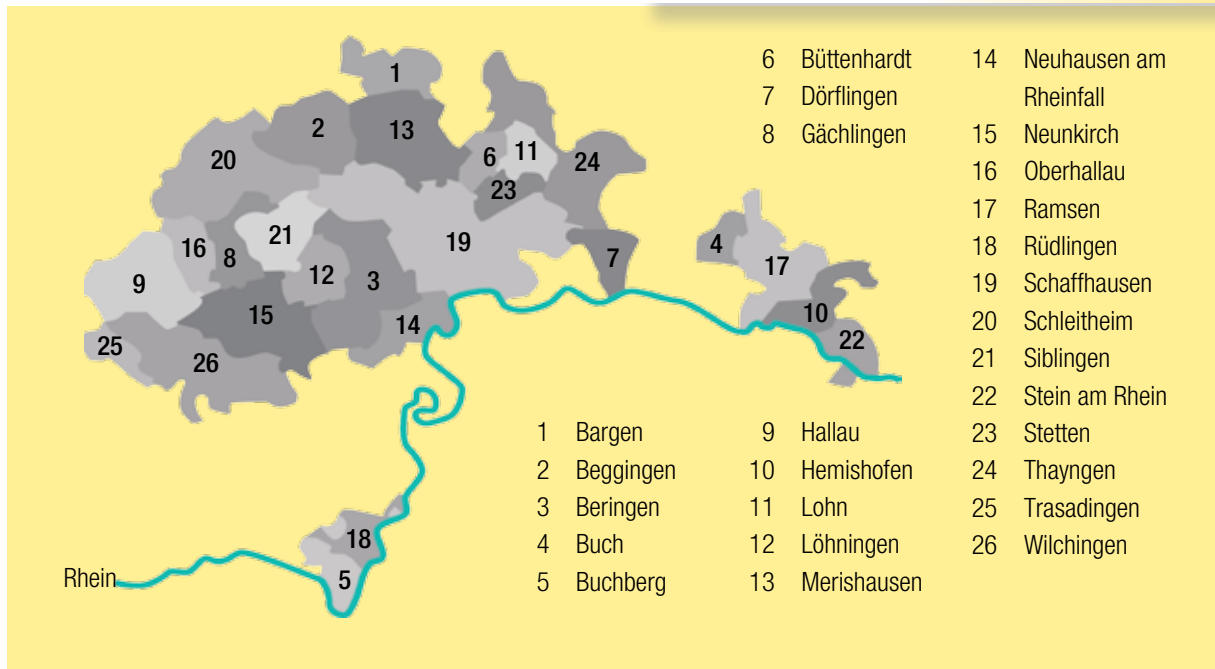 1
2
13
20
6
11
24
23
21
16
8
12
3
19
9
15
14
25
26
7
4
17
10
22
18
5
Rhein
1 Bargen
2 Beggingen
3 Beringen
4 Buch
5 Buchberg
6 Büttenhardt
7 Dörflingen
8 Gächlingen
9 Hallau
10 Hemishofen
11 Lohn
12 Löhningen
13 Merishausen
14 Neuhausen am
Rheinfall
15 Neunkirch
16 Oberhallau
17 Ramsen
18 Rüdlingen
19 Schaffhausen
20 Schleitheim
21 Siblingen
22 Stein am Rhein
23 Stetten
24 Thayngen
25 Trasadingen
26 Wilchingen